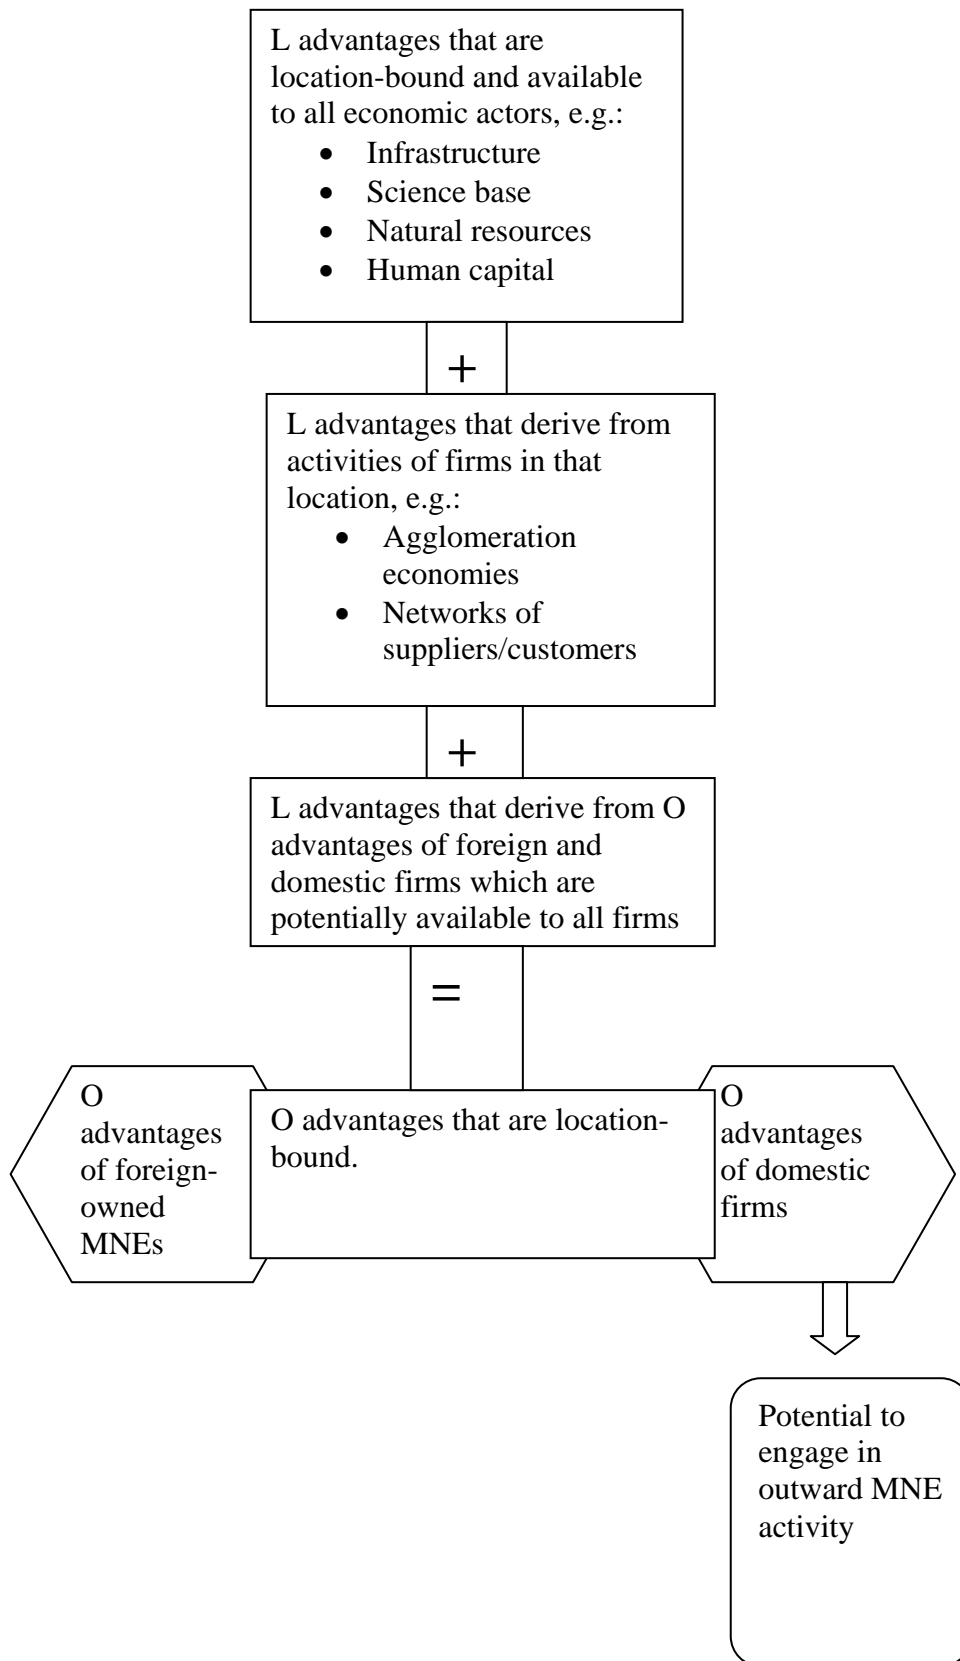 L advantages that are
location-bound and available
to all economic actors, e.g.:
• Infrastructure
• Science base
• Natural resources
• Human capital
+
L advantages that derive from
activities of firms in that
location, e.g.:
• Agglomeration
economies
• Networks of
suppliers/customers
+
L advantages that derive from O
advantages of foreign and
domestic firms which are
potentially available to all firms
=
O
advantages
of foreign-
owned
MNEs
O advantages that are location-
bound.
O
advantages
of domestic
firms
Potential to
engage in
outward MNE
activity